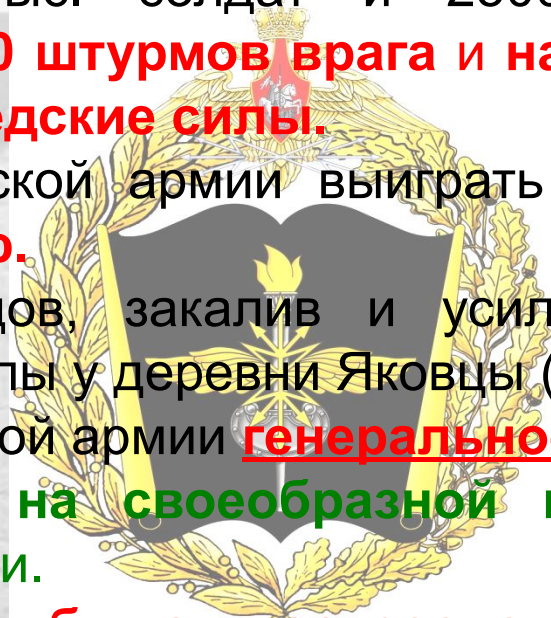 солдат и
0 штурмов врага и на
едские силы.
ской армии выиграть
о.
дов, закалив и усил
лы у деревни Яковцы (
ой армии генерально
на своеобразной
и.